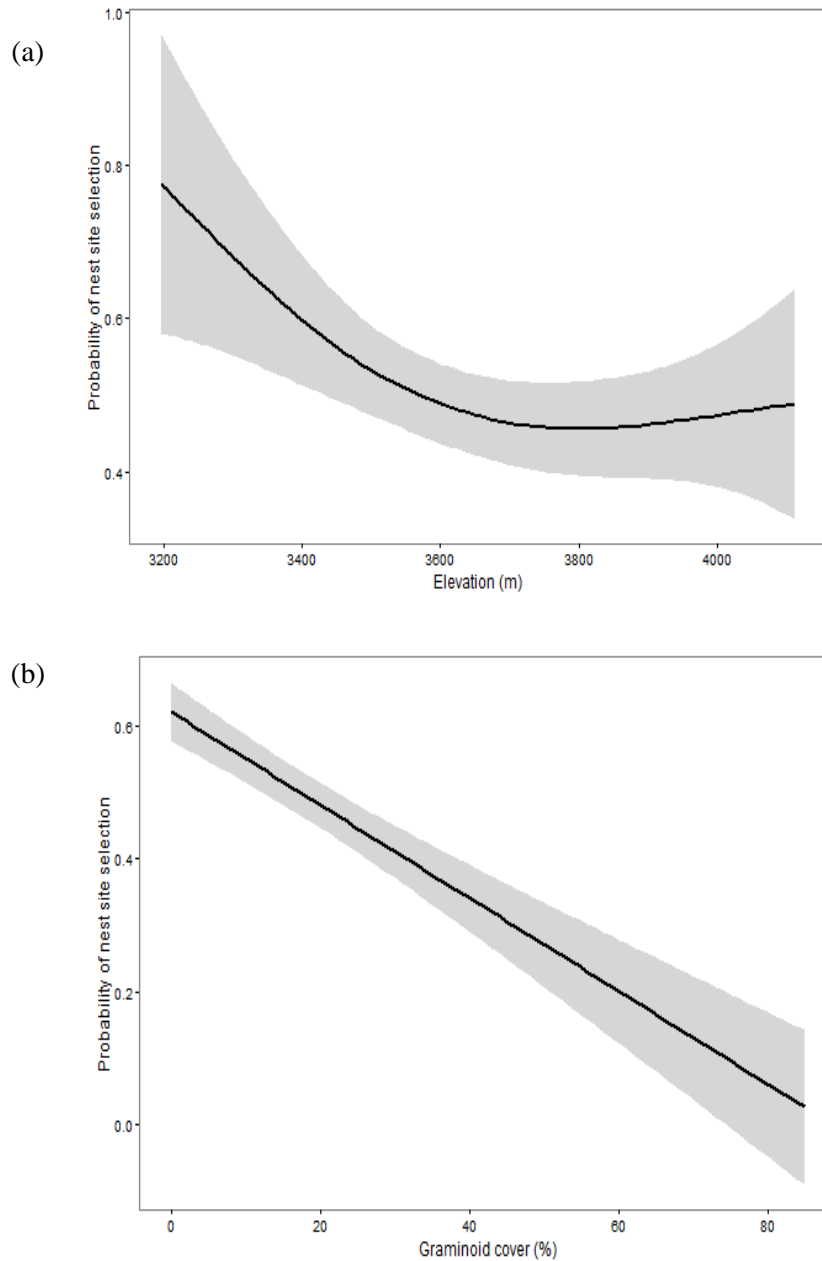 (a)
1.0
0.8
0.6
0.4
Probability of nest site selection
3200 3400 3600 3800 4000
Elevation (m)
(b)
0.6
0.4
0.2
0.0
Probability of nest site selection
0 20 40 60 80
Graminoid cover (%)